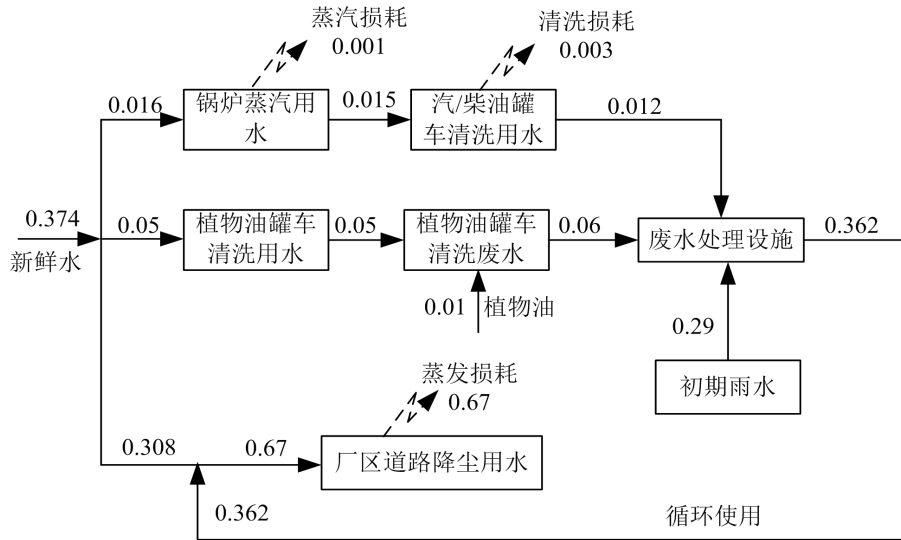 蒸汽损耗
0.001
清洗损耗
0.003
0.016
锅炉蒸汽用
水
0.015
汽/柴油罐
车清洗用水
0.012
0.374
新鲜水
0.05
植物油罐车
清洗用水
0.05
植物油罐车
清洗废水
0.06
废水处理设施
0.362
0.01
植物油
0.29
初期雨水
蒸发损耗
0.67
0.308
0.67
厂区道路降尘用水
0.362
循环使用